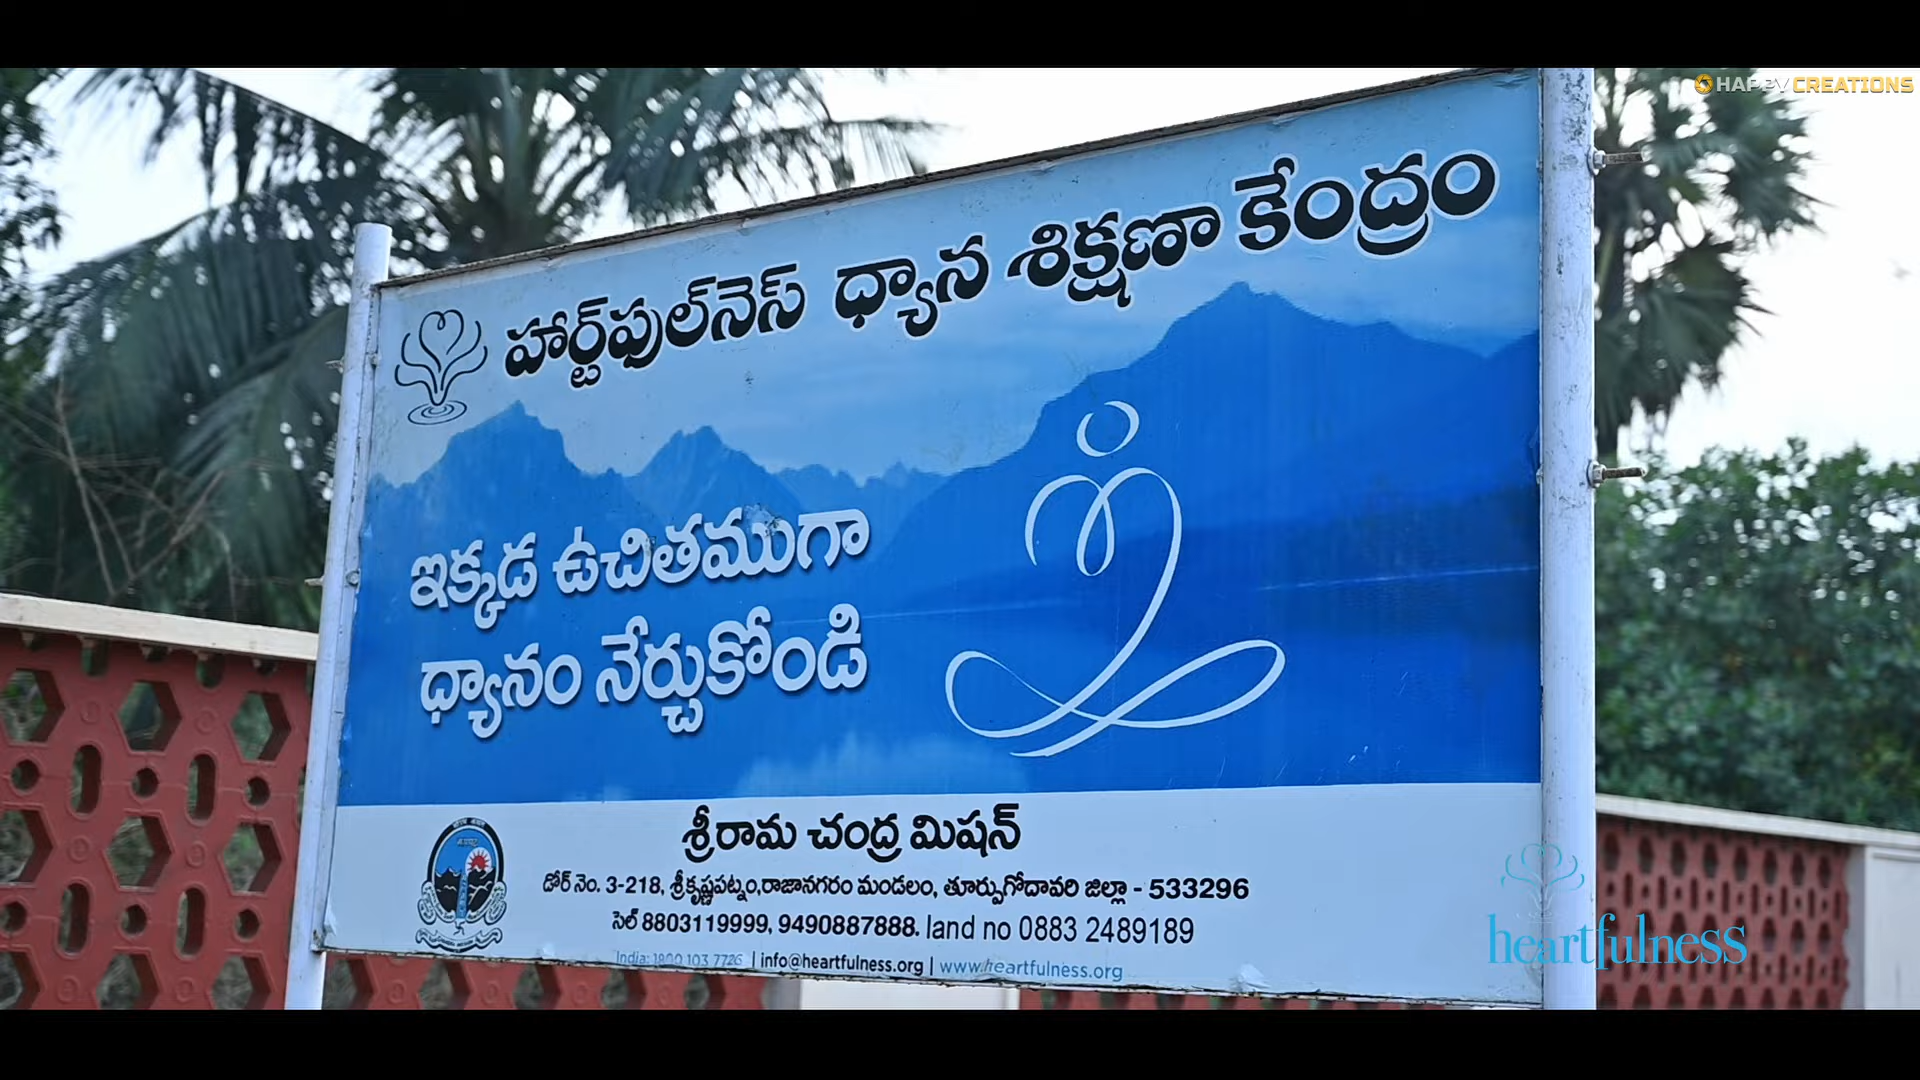 HAPPY CREATIONS
హార్ట్‌ఫుల్‌నెస్ ధ్యాన శిక్షణా కేంద్రం
ఇక్కడ ఉచితముగా
ధ్యానం నేర్చుకోండి
శ్రీరామ చంద్ర మిషన్
డోర్ నెం. 3-218, శ్రీకృష్ణపట్నం,రాజానగరం మండలం, తూర్పుగోదావరి జిల్లా - 533296
సెల్ 8803119999, 9490887888. land no 0883 2489189
India: 1800 103 7726 | info@heartfulness.org | www.heartfulness.org
heartfulness